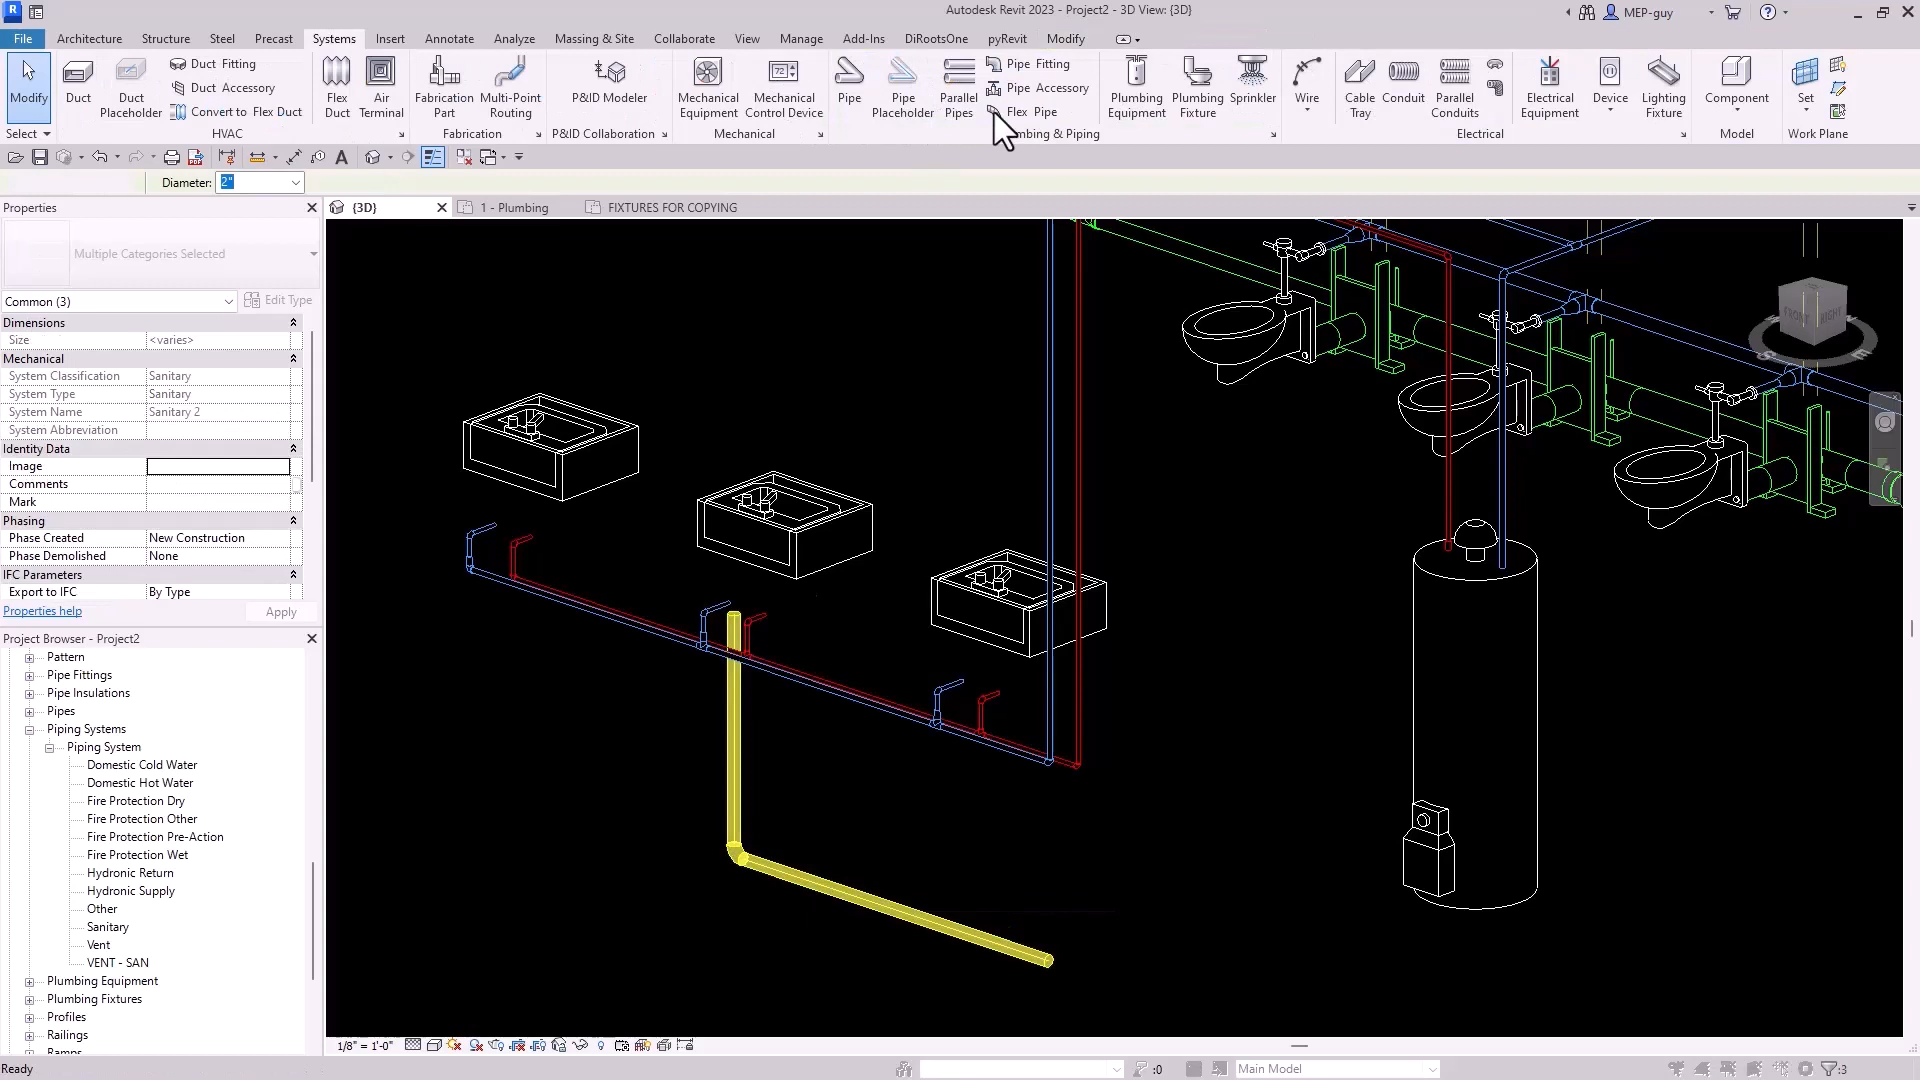 R
Autodesk Revit 2023 - Project2 - 3D View: {3D}
MEP-guy
File
Architecture
Structure
Steel
Precast
Systems
Insert
Annotate
Analyze
Massing & Site
Collaborate
View
Manage
Add-Ins
DiRootsOne
pyRevit
Modify
Modify
Duct
Duct Placeholder
Duct Fitting
Duct Accessory
Convert to Flex Duct
Flex Duct
Air Terminal
Fabrication Part
Multi-Point Routing
P&ID Modeler
Mechanical Equipment
Mechanical Control Device
Pipe
Pipe Placeholder
Parallel Pipes
Pipe Fitting
Pipe Accessory
Flex Pipe
Plumbing Equipment
Plumbing Fixture
Sprinkler
Wire
Cable Tray
Conduit
Parallel Conduits
Electrical Equipment
Device
Lighting Fixture
Component
Set
Select
HVAC
Fabrication
P&ID Collaboration
Mechanical
mbing & Piping
Electrical
Model
Work Plane
Diameter: 2"
Properties
{3D}
1 - Plumbing
FIXTURES FOR COPYING
Multiple Categories Selected
Common (3)
Edit Type
Dimensions
Size <varies>
Mechanical
System Classification Sanitary
System Type Sanitary
System Name Sanitary 2
System Abbreviation
Identity Data
Image
Comments
Mark
Phasing
Phase Created New Construction
Phase Demolished None
IFC Parameters
Export to IFC By Type
Properties help
Apply
Project Browser - Project2
Pattern
Pipe Fittings
Pipe Insulations
Pipes
Piping Systems
Piping System
Domestic Cold Water
Domestic Hot Water
Fire Protection Dry
Fire Protection Other
Fire Protection Pre-Action
Fire Protection Wet
Hydronic Return
Hydronic Supply
Other
Sanitary
Vent
VENT - SAN
Plumbing Equipment
Plumbing Fixtures
Profiles
Railings
Ramps
FRONT
RIGHT
S
E
1/8" = 1'-0"
Ready
:0
Main Model
:3